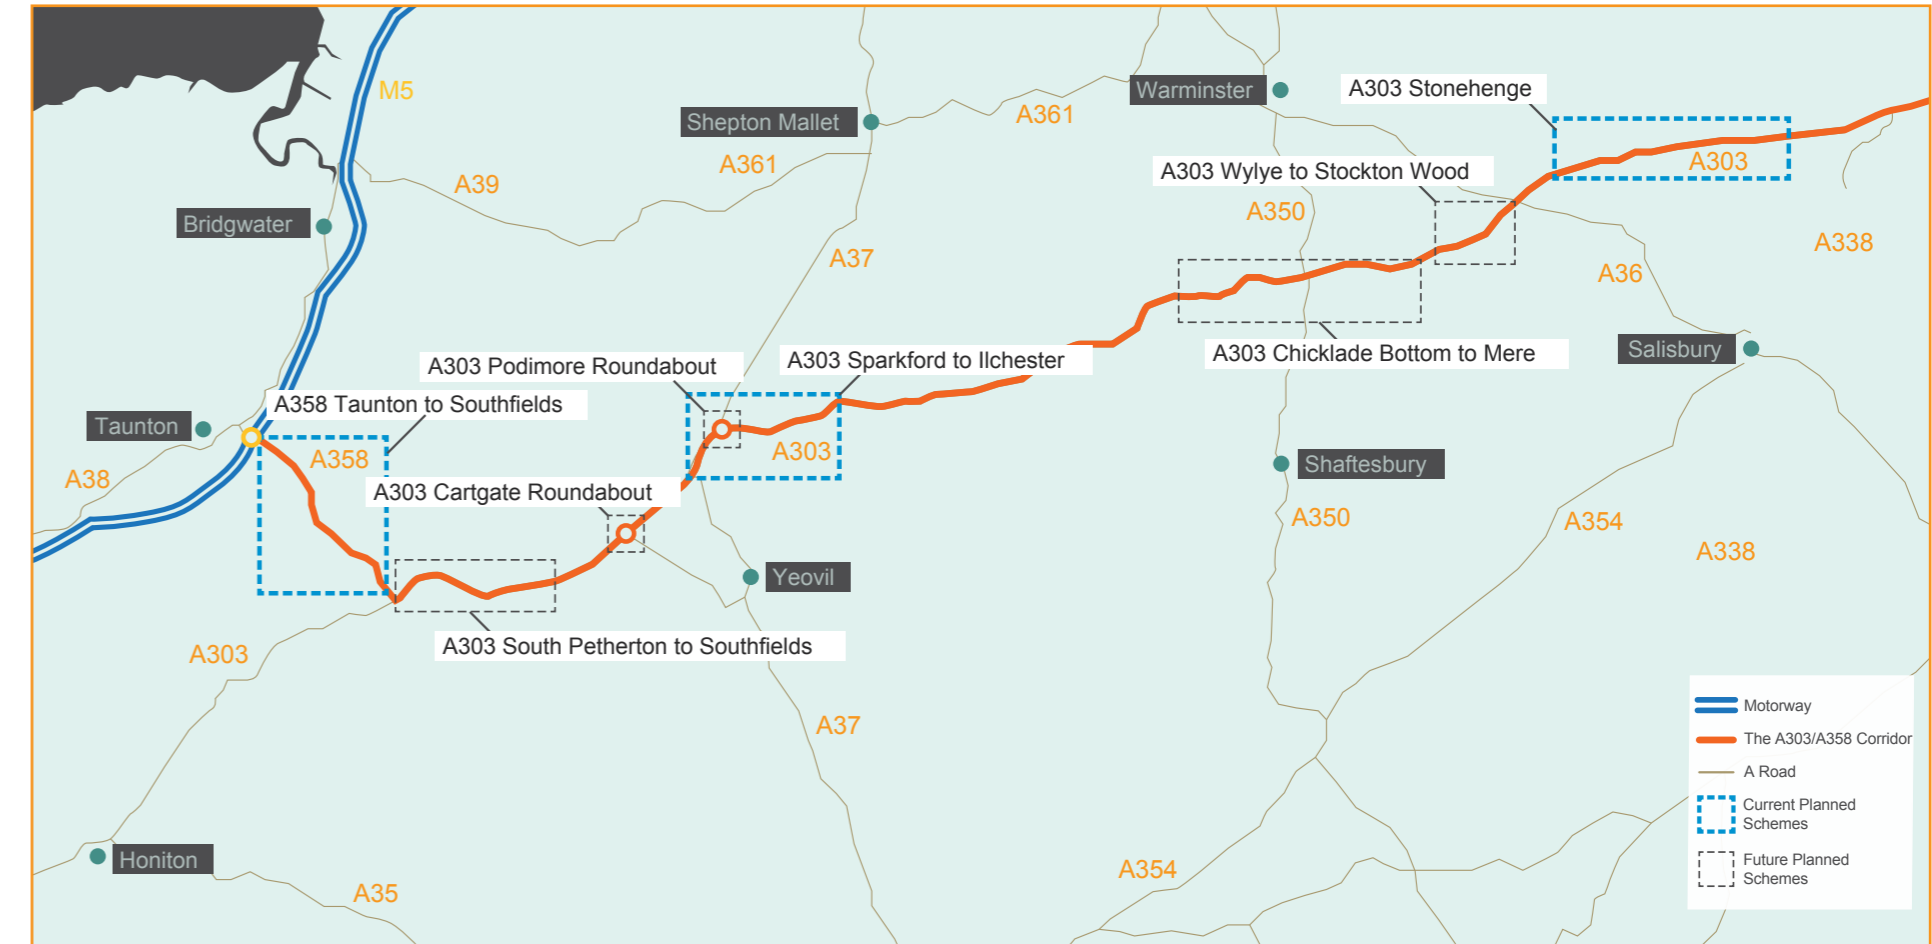 M5
Warminster
A303 Stonehenge
Shepton Mallet
A361
A361
A303
A39
A303 Wylye to Stockton Wood
A350
Bridgwater
A338
A37
A36
A303 Podimore Roundabout
A303 Sparkford to Ilchester
A303 Chicklade Bottom to Mere
Salisbury
A358 Taunton to Southfields
Taunton
A358
A303
A38
A303 Cartgate Roundabout
Shaftesbury
A350
A354
A338
Yeovil
A303 South Petherton to Southfields
A303
A37
Motorway
The A303/A358 Corridor
A Road
Current Planned
Schemes
Future Planned
Schemes
Honiton
A354
A35